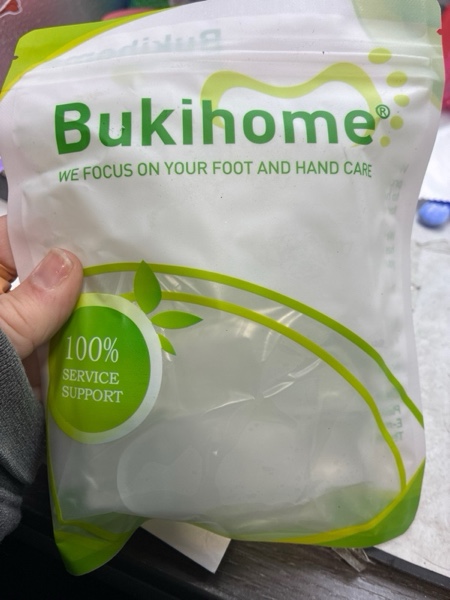 Bukihome®
WE FOCUS ON YOUR FOOT AND HAND CARE
100%
SERVICE
SUPPORT